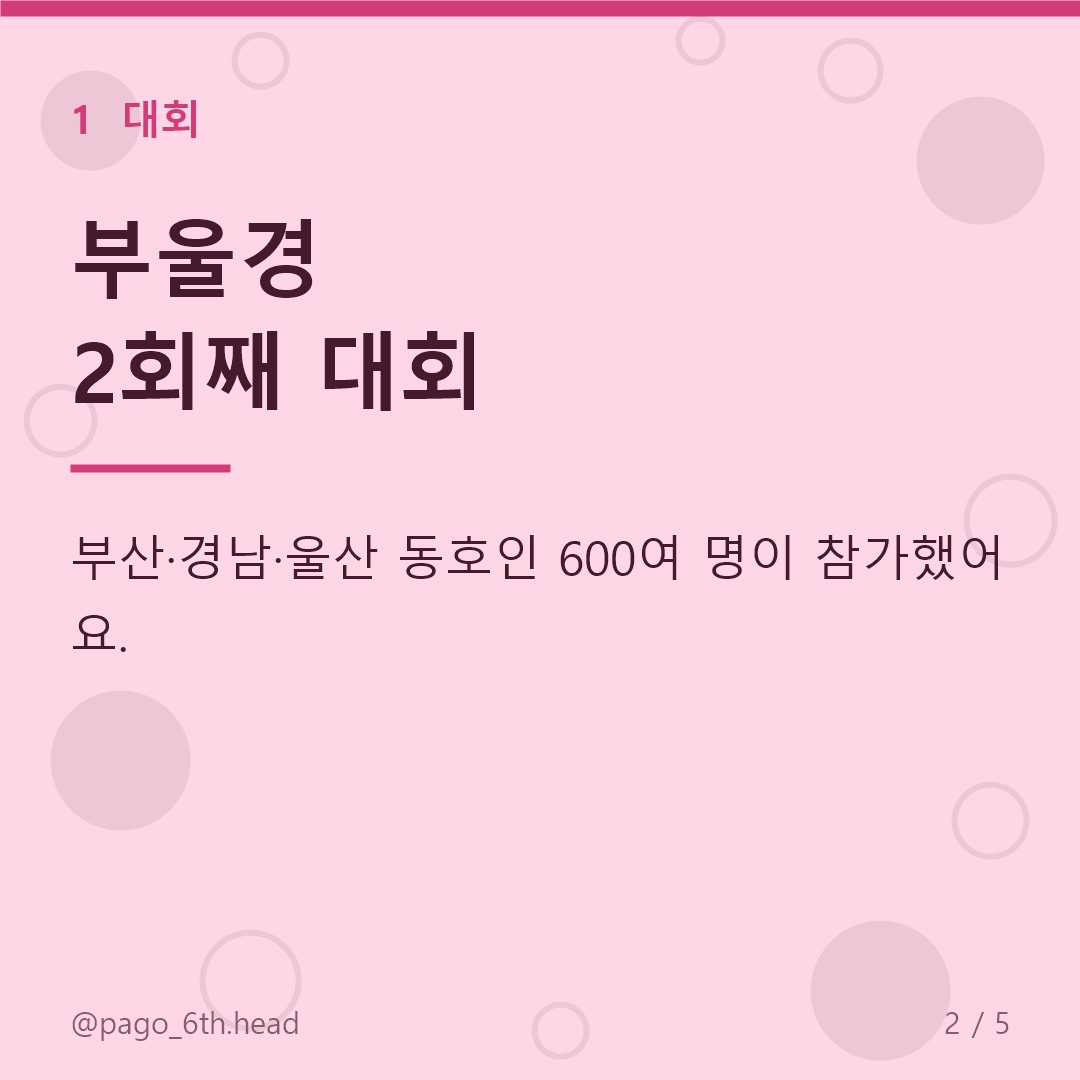 1 대회
부울경
2회째 대회
부산·경남·울산 동호인 600여 명이 참가했어
요.
@pago_6th.head
2 / 5